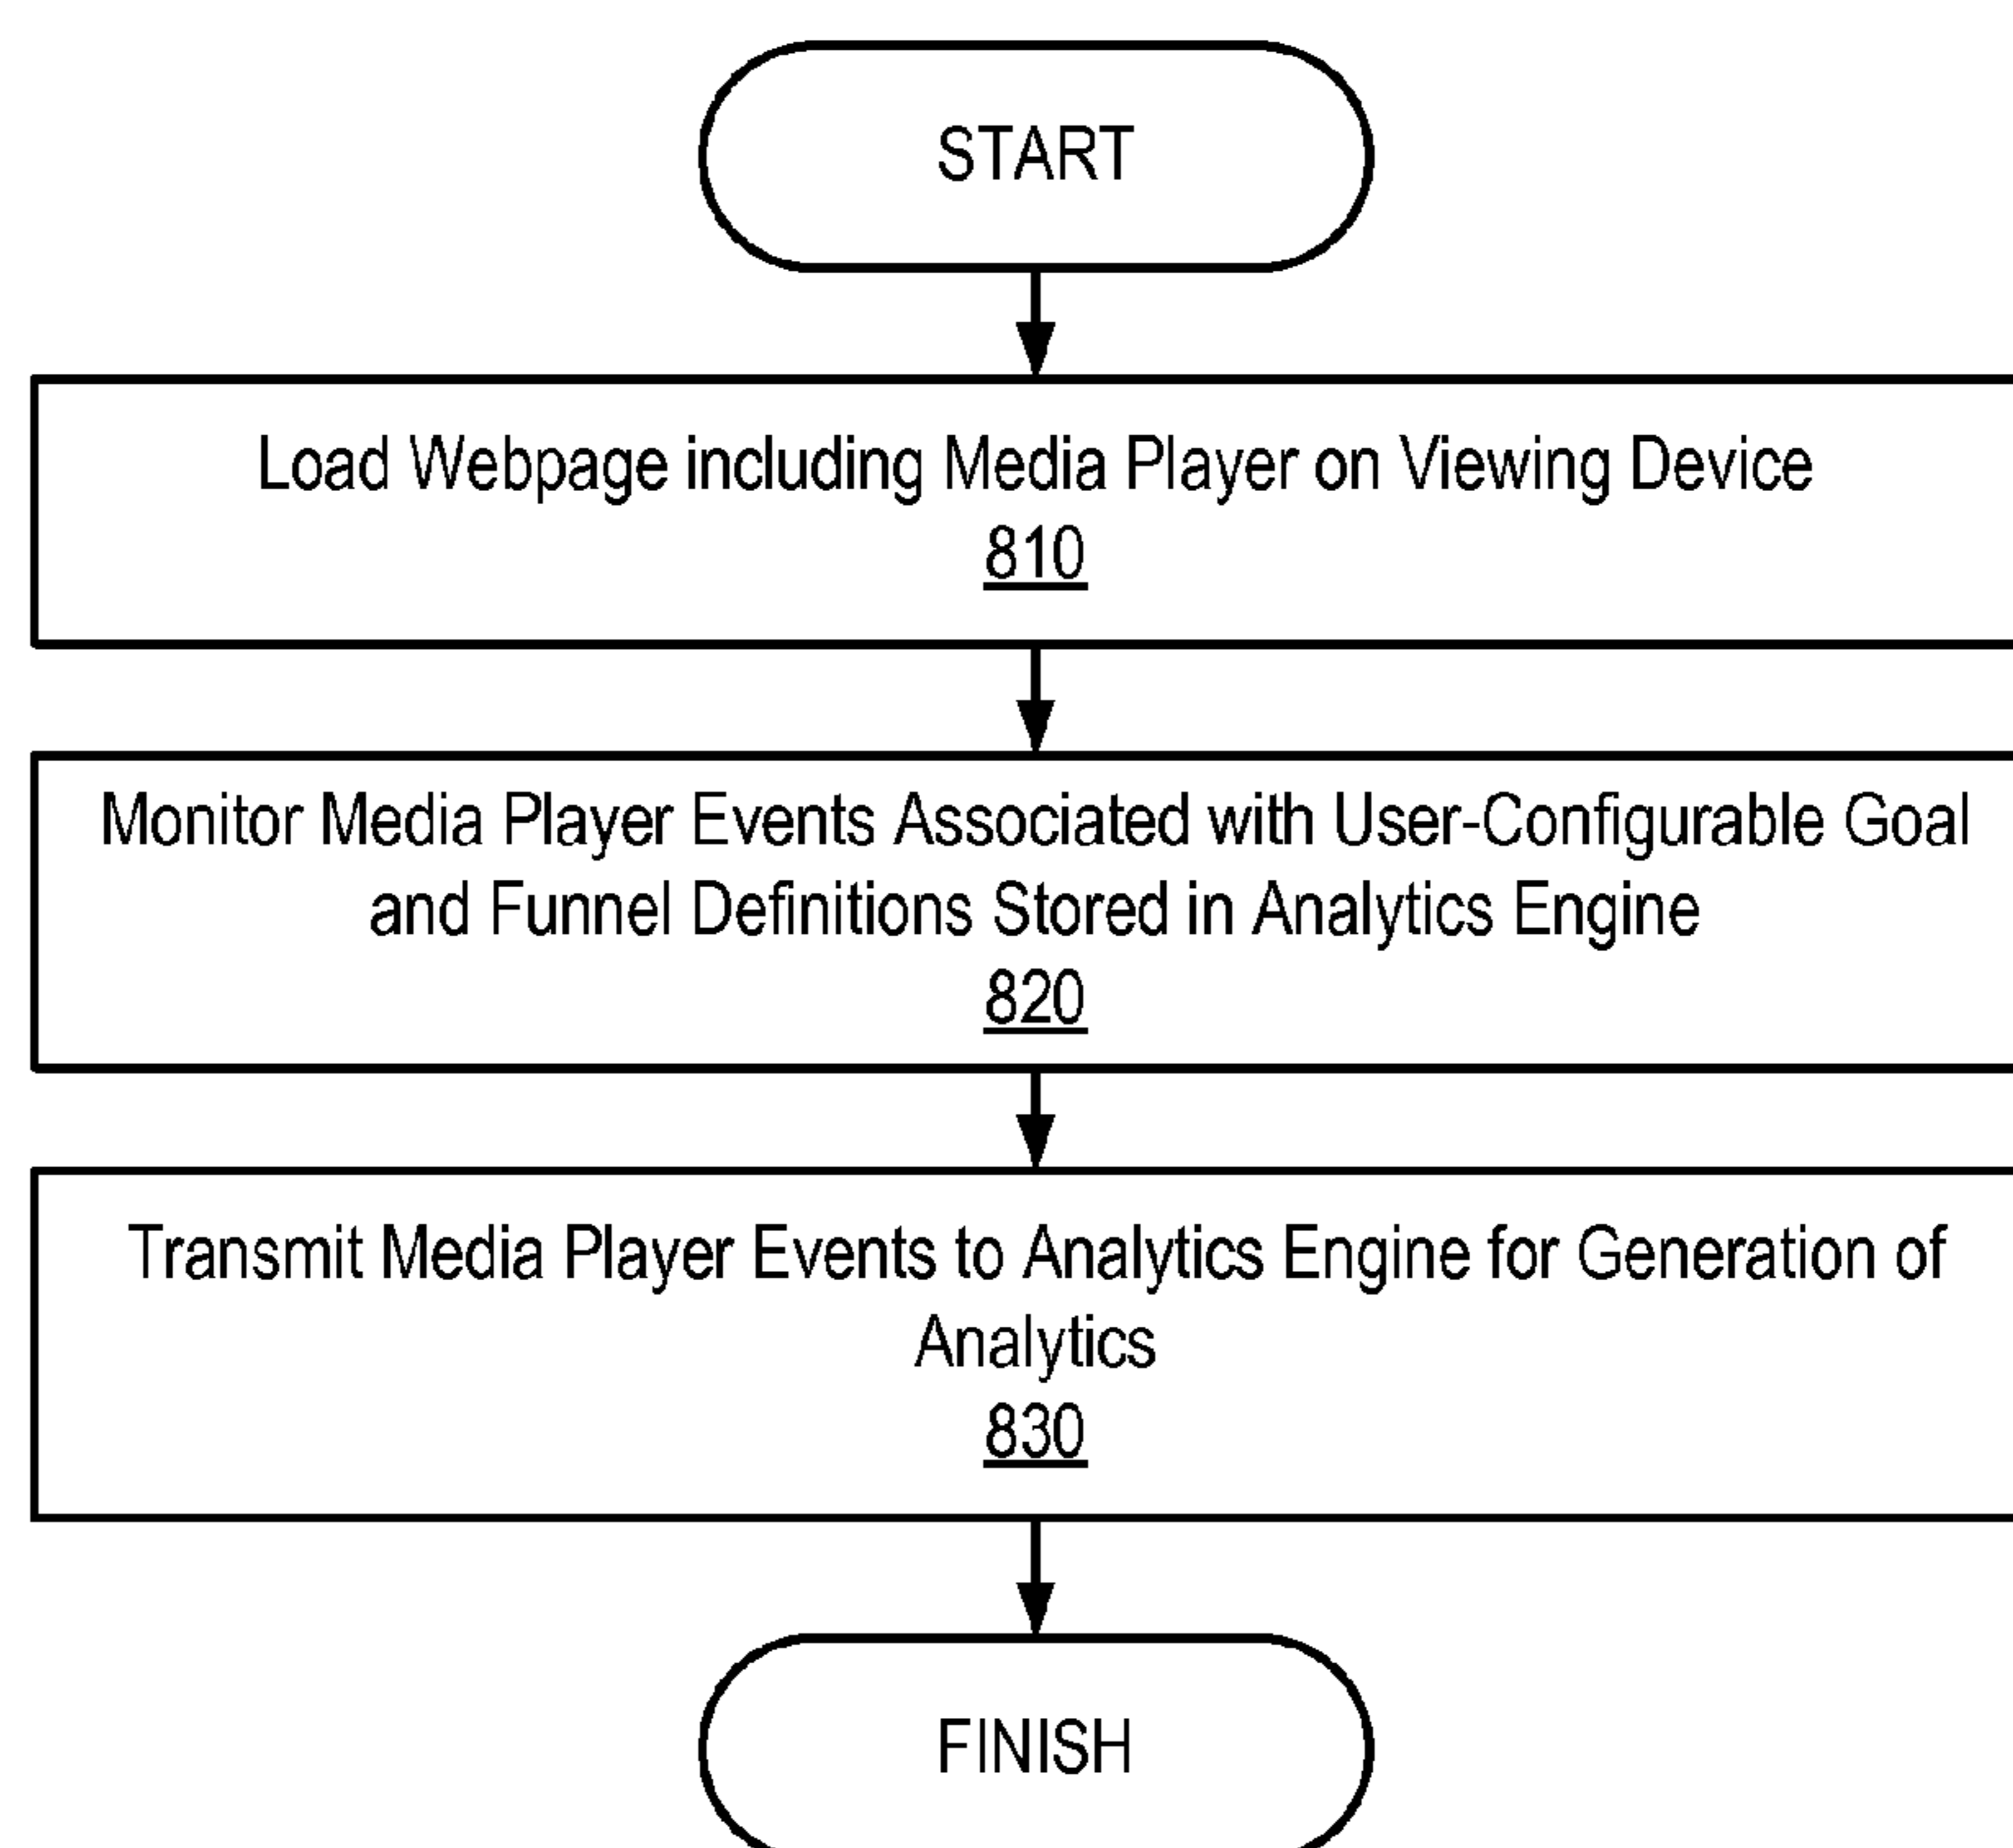 START
Load Webpage including Media Player on Viewing Device
810
Monitor Media Player Events Associated with User-Configurable Goal
and Funnel Definitions Stored in Analytics Engine
820
Transmit Media Player Events to Analytics Engine for Generation of
Analytics
830
FINISH